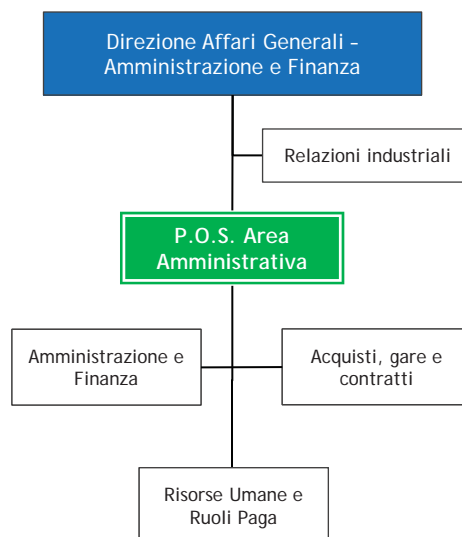 Direzione Affari Generali -
Amministrazione e Finanza
Relazioni industriali
P.O.S. Area
Amministrativa
Amministrazione e
Finanza
Acquisti, gare e
contratti
Risorse Umane e
Ruoli Paga